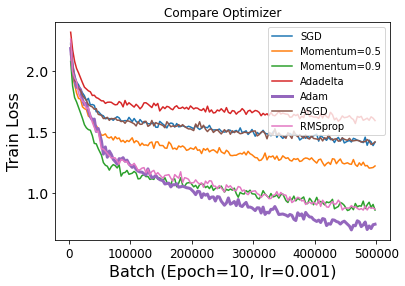 Compare Optimizer
SGD
Momentum=0.5
Momentum=0.9
Adadelta
Adam
ASGD
RMSprop
Train Loss
2.0
1.5
1.0
0
100000
200000
300000
400000
500000
Batch (Epoch=10, lr=0.001)